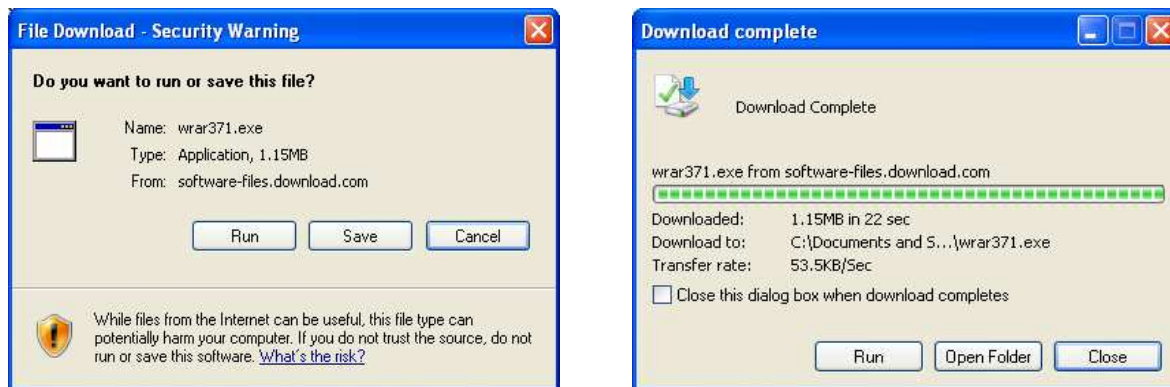 File Download - Security Warning
Do you want to run or save this file?
Name: wrar371.exe
Type: Application, 1.15MB
From: software-files.download.com
Run Save Cancel
While files from the Internet can be useful, this file type can
potentially harm your computer. If you do not trust the source, do not
run or save this software. What's the risk?
Download complete
Download Complete
wrar371.exe from software-files.download.com
Downloaded: 1.15MB in 22 sec
Download to: C:\Documents and S...\wrar371.exe
Transfer rate: 53.5KB/Sec
Close this dialog box when download completes
Run Open Folder Close